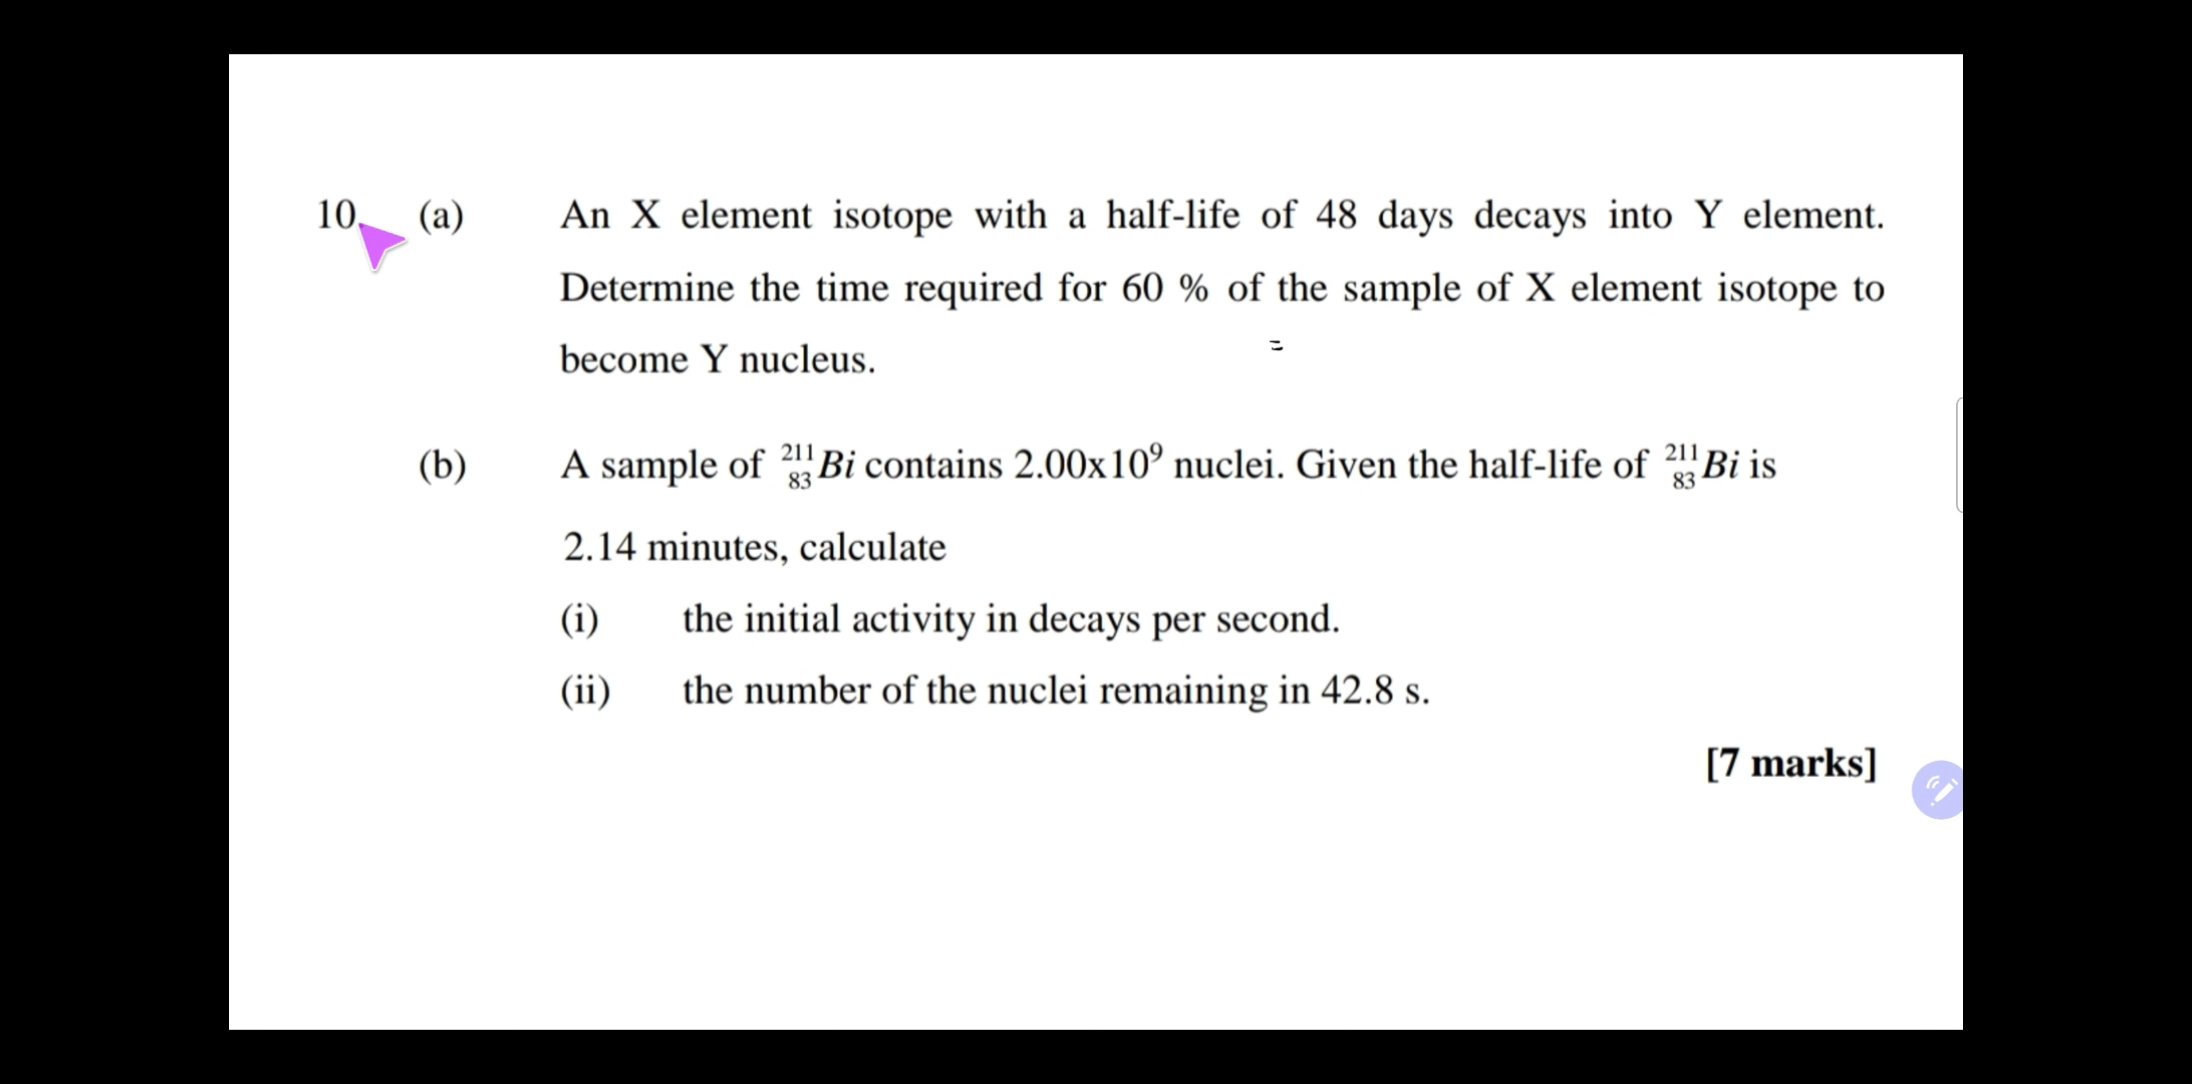 10. (a) An X element isotope with a half-life of 48 days decays into Y element.
Determine the time required for 60 % of the sample of X element isotope to
become Y nucleus.
(b) A sample of ²¹¹₈₃Bi contains 2.00x10⁹ nuclei. Given the half-life of ²¹¹₈₃Bi is
2.14 minutes, calculate
(i) the initial activity in decays per second.
(ii) the number of the nuclei remaining in 42.8 s.
[7 marks]